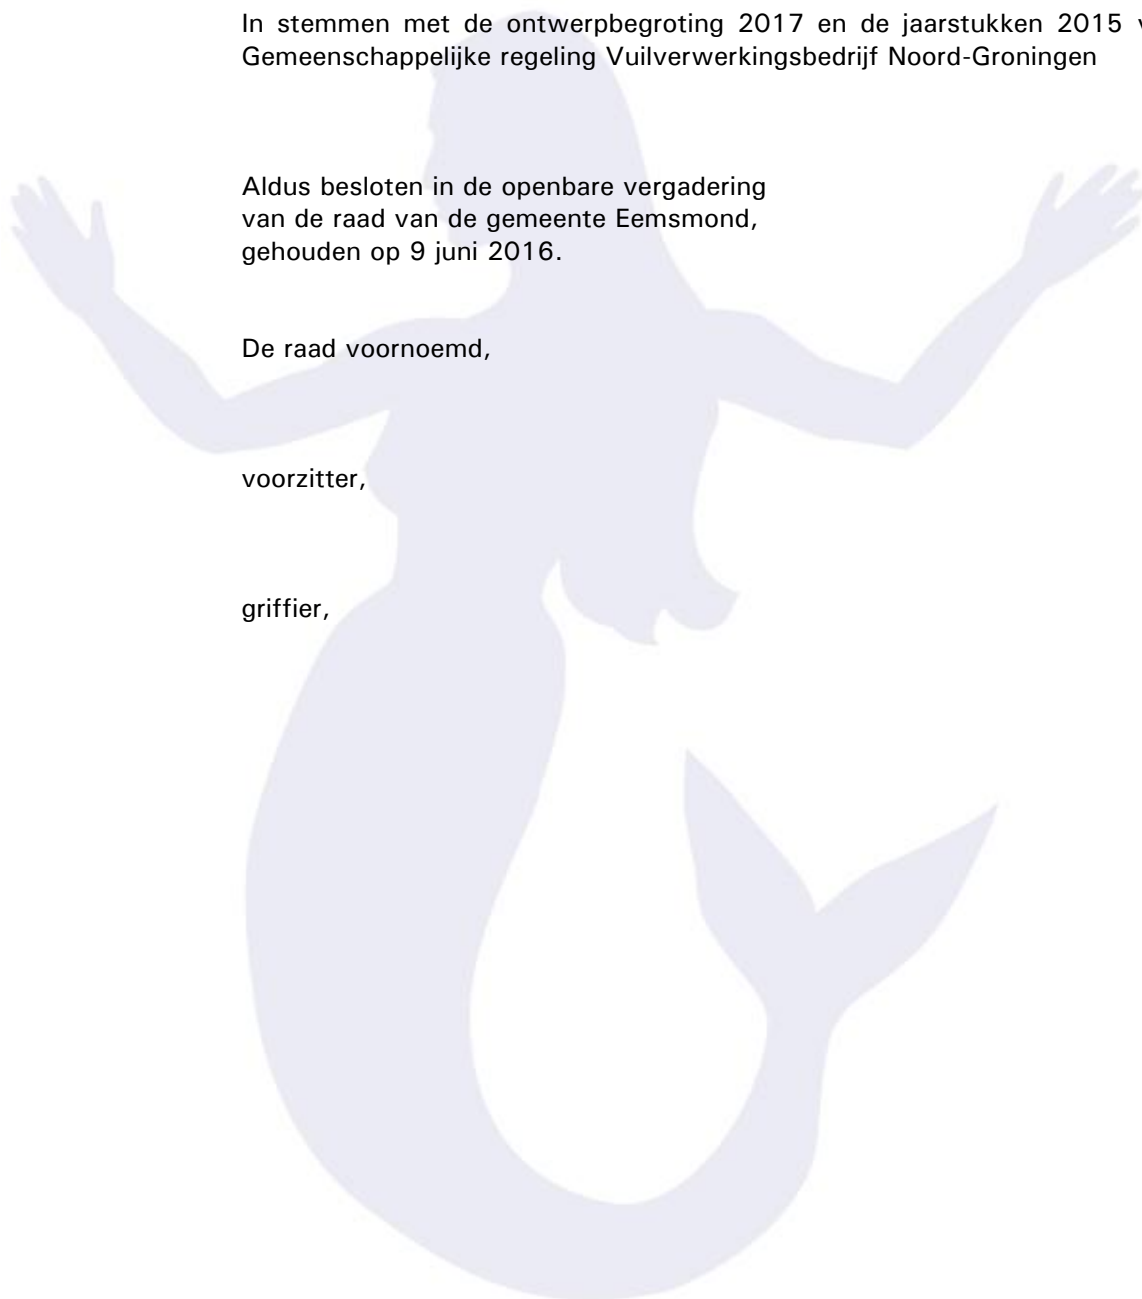 In stemmen met de ontwerpbegroting 2017 en de jaarstukken 2015
Gemeenschappelijke regeling Vuilverwerkingsbedrijf Noord-Groningen
Aldus besloten in de openbare vergadering
van de raad van de gemeente Eemsmond,
gehouden op 9 juni 2016.
De raad voornoemd,
voorzitter,
griffier,